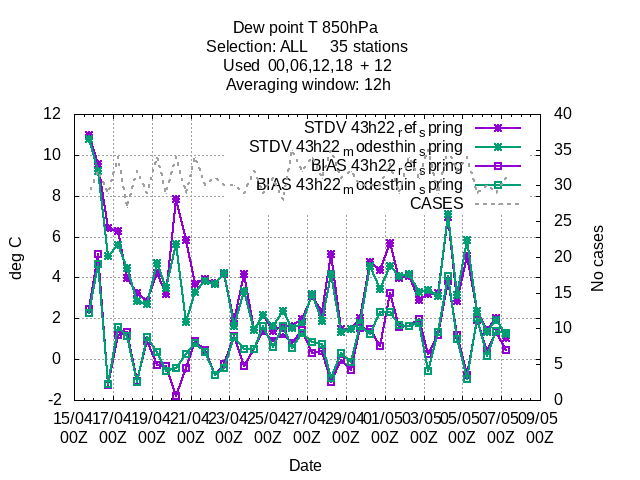 Dew point T 850hPa
Selection: ALL 35 stations
Used 00,06,12,18 + 12
Averaging window: 12h
STDV 43h22_ref_spring
STDV 43h22_modesthin_spring
BIAS 43h22_ref_spring
BIAS 43h22_modesthin_spring
CASES
12
10
8
6
4
2
0
-2
deg C
40
35
30
25
20
15
10
5
0
No cases
15/04 17/04 19/04 21/04 23/04 25/04 27/04 29/04 01/05 03/05 05/05 07/05 09/05
00Z 00Z 00Z 00Z 00Z 00Z 00Z 00Z 00Z 00Z 00Z 00Z 00Z
Date